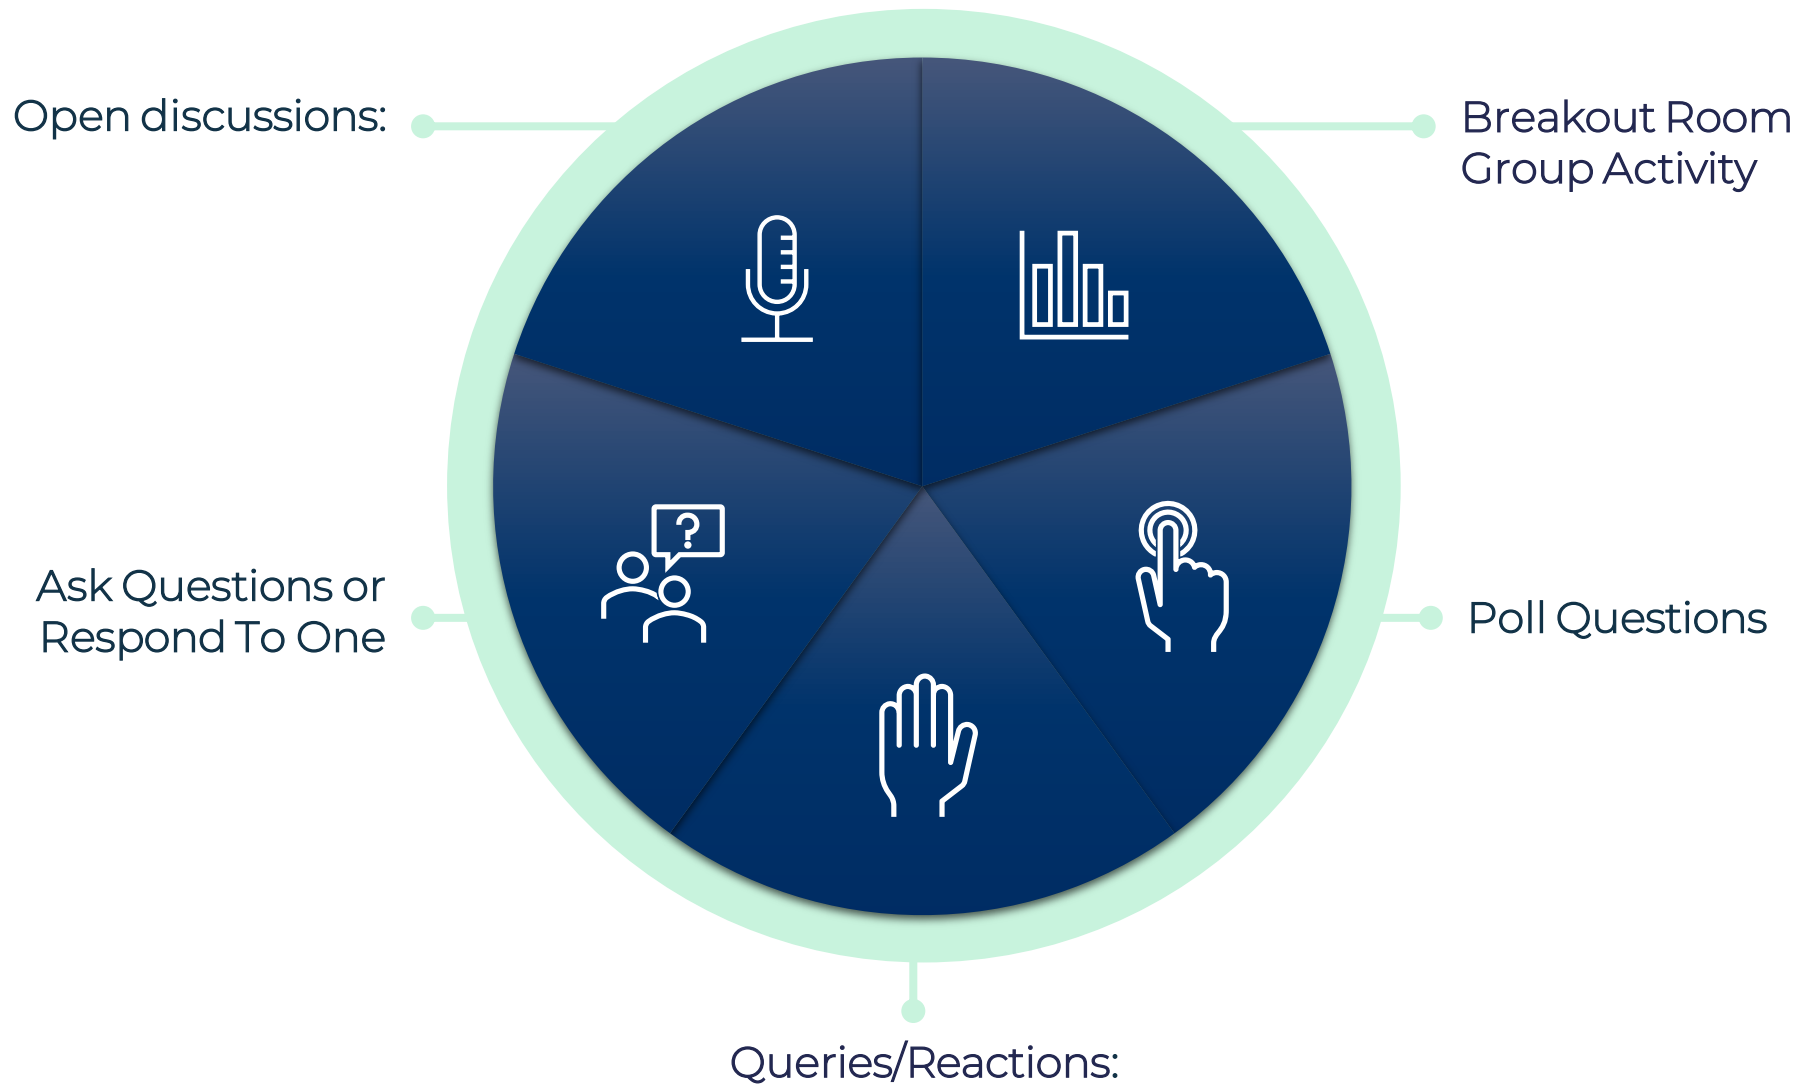 Open discussions:
Breakout Room
Group Activity
?
Ask Questions or
Respond To One
Poll Questions
Queries/Reactions: